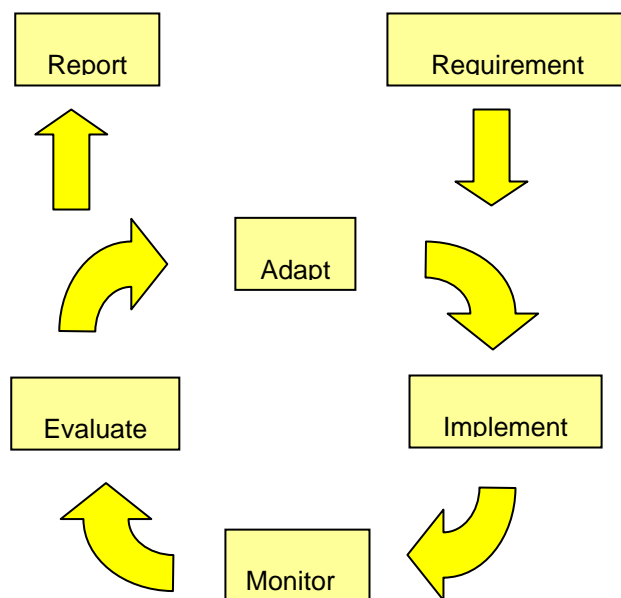 Report
Requirement
Adapt
Evaluate
Implement
Monitor